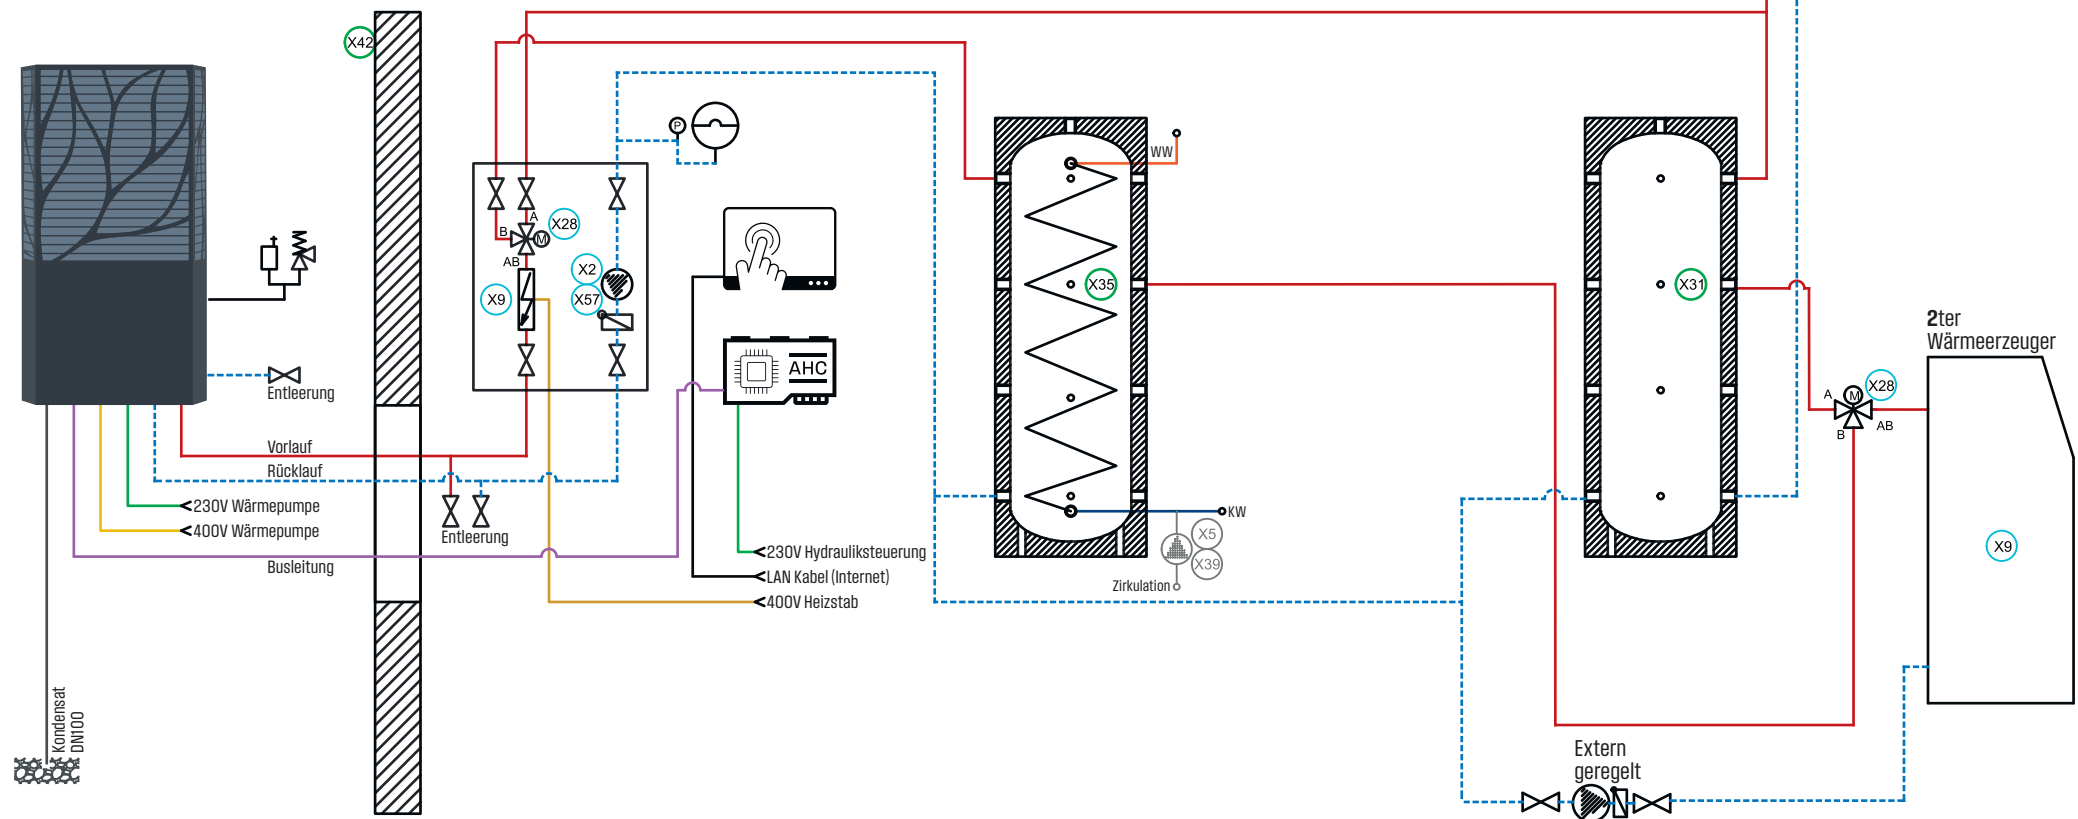 X42
P
WW
A
X28
B
M
AB
X2
X9
X57
X35
X31
2ter
Wärmeerzeuger
AHC
Entleerung
A
M
X28
B
AB
Vorlauf
Rücklauf
230V Wärmepumpe
400V Wärmepumpe
Entleerung
KW
X5
X39
X9
230V Hydrauliksteuerung
Busleitung
LAN Kabel (Internet)
Zirkulation
400V Heizstab
Kondensat
DN100
Extern
geregelt